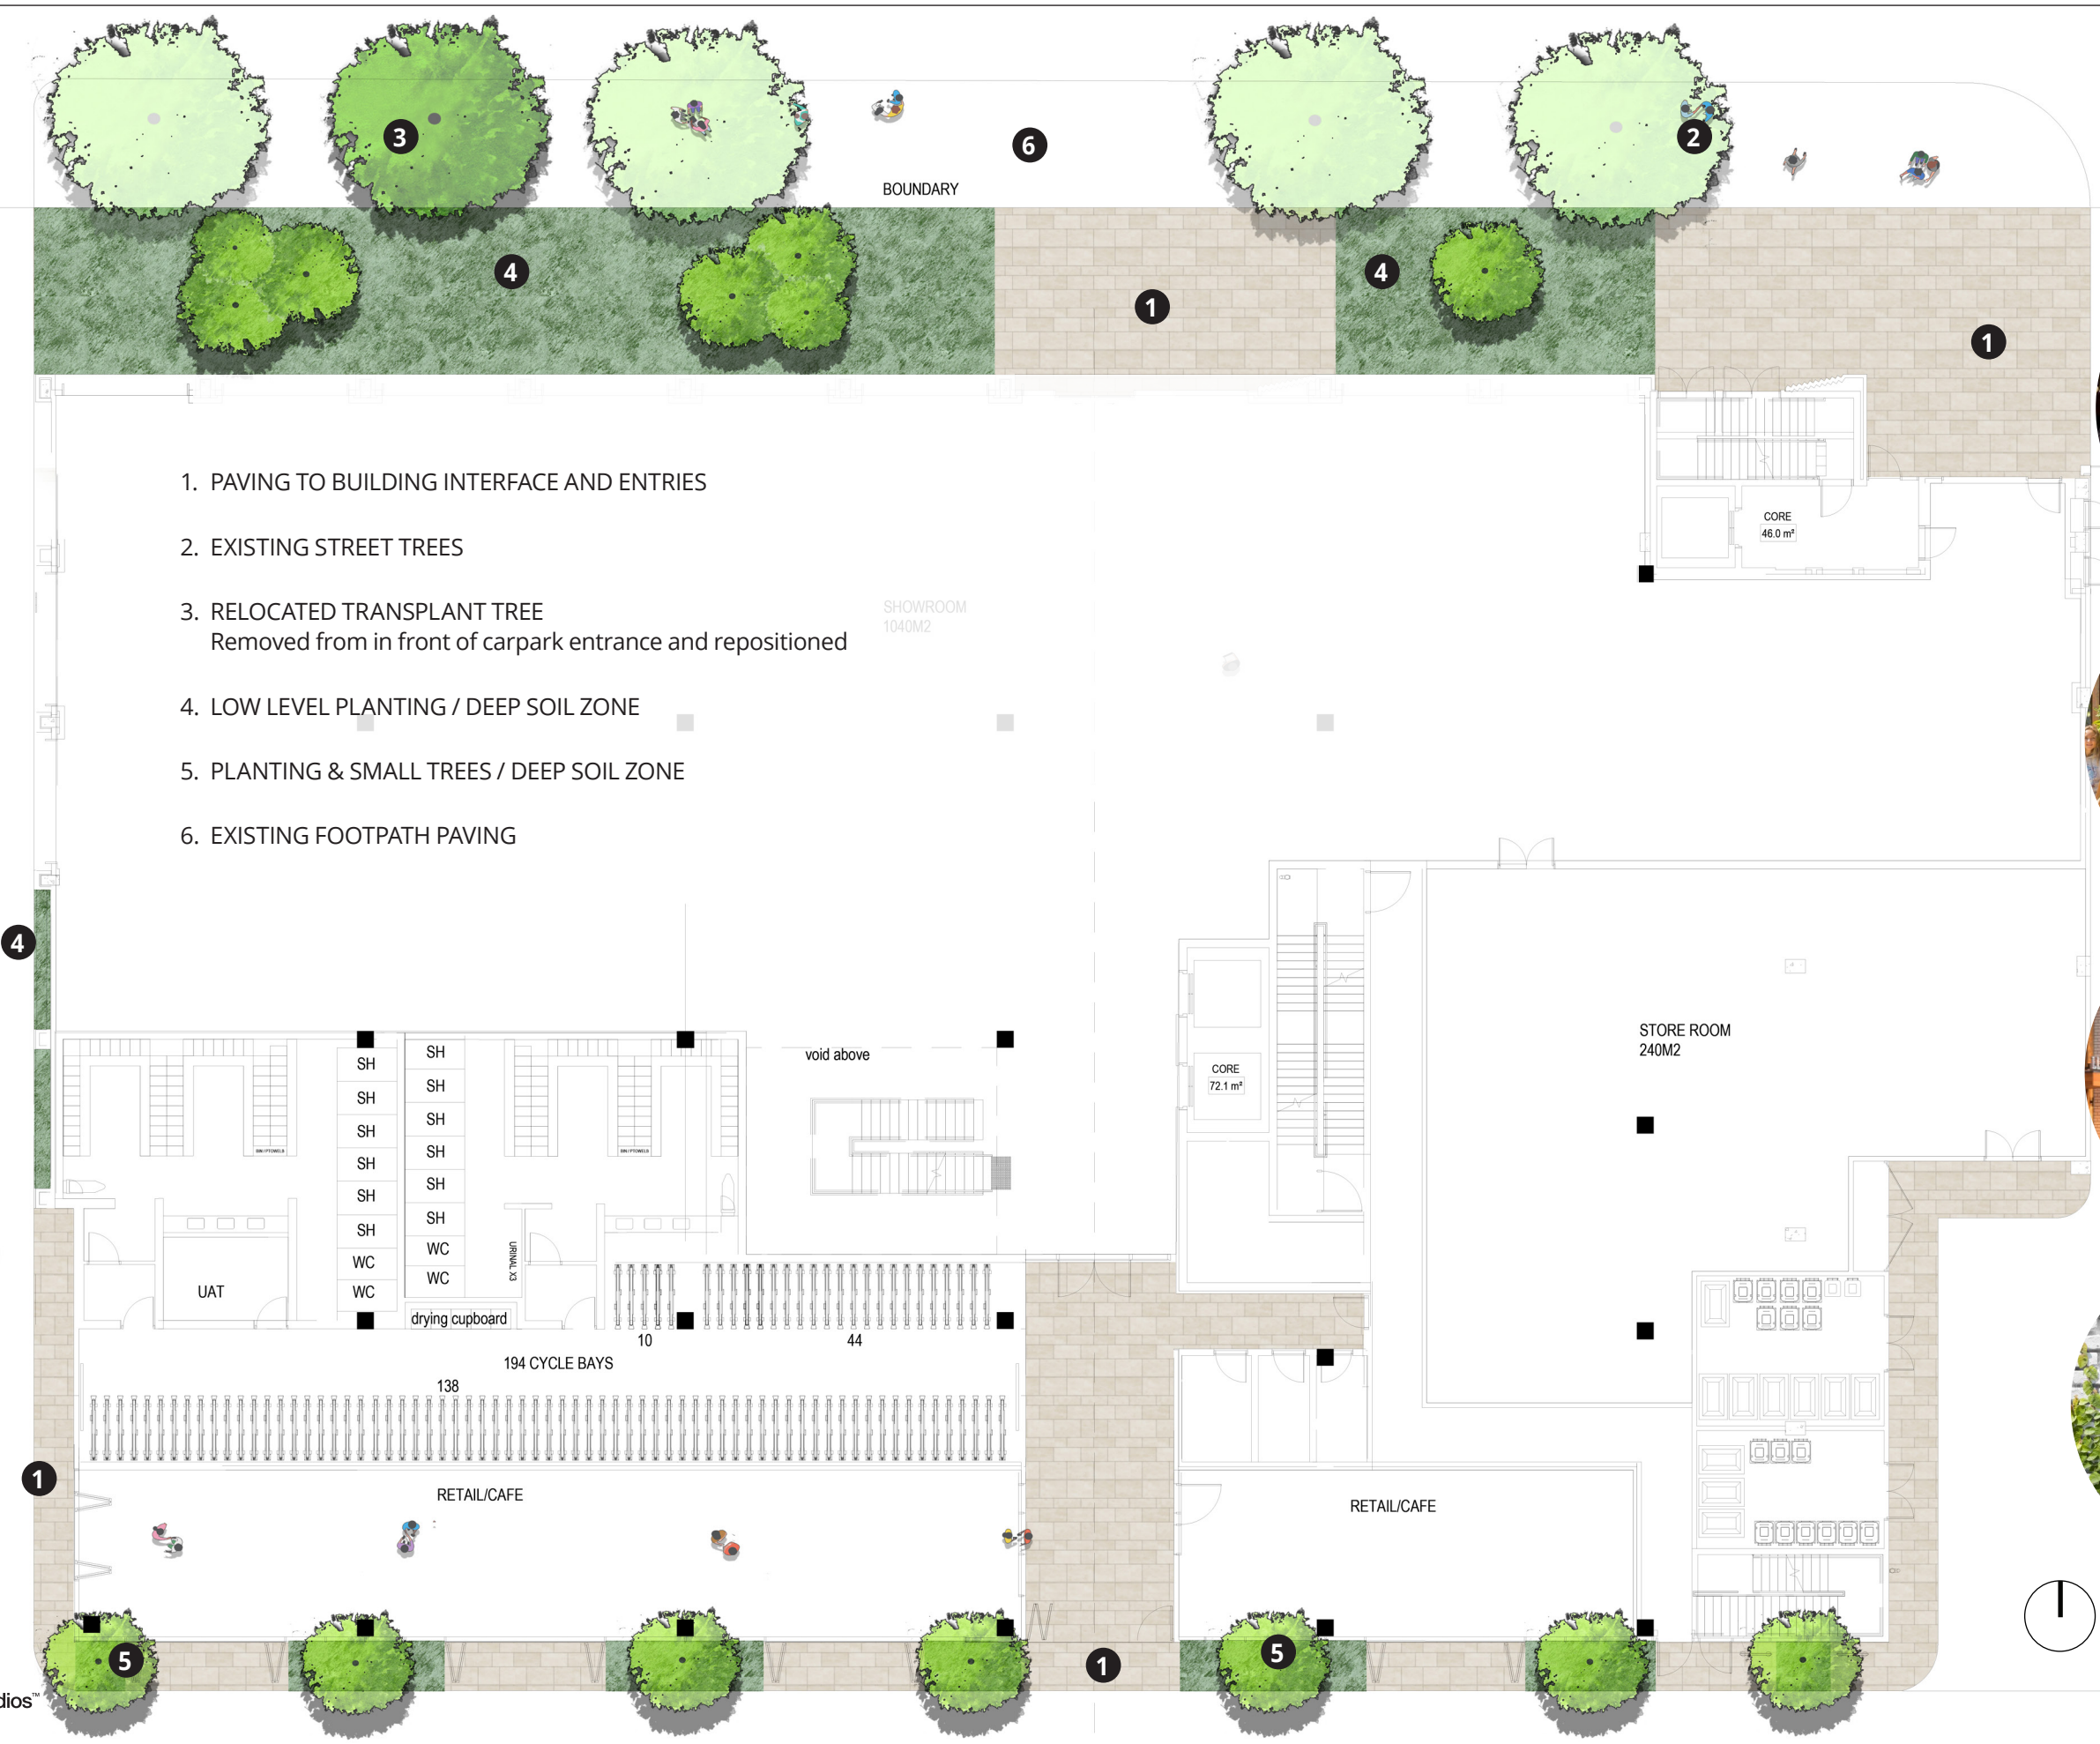 3
6
2
BOUNDARY
4
4
1
1
1. PAVING TO BUILDING INTERFACE AND ENTRIES
2. EXISTING STREET TREES
3. RELOCATED TRANSPLANT TREE
Removed from in front of carpark entrance and repositioned
4. LOW LEVEL PLANTING / DEEP SOIL ZONE
5. PLANTING & SMALL TREES / DEEP SOIL ZONE
6. EXISTING FOOTPATH PAVING
SHOWROOM
1040M2
CORE
46.0 m²
4
STORE ROOM
240M2
void above
CORE
72.1 m²
SH
SH
SH
SH
SH
SH
WC
WC
SH
SH
SH
SH
SH
SH
WC
WC
URINAL X3
UAT
drying cupboard
10
44
194 CYCLE BAYS
138
1
RETAIL/CAFE
RETAIL/CAFE
5
5
1
dios™